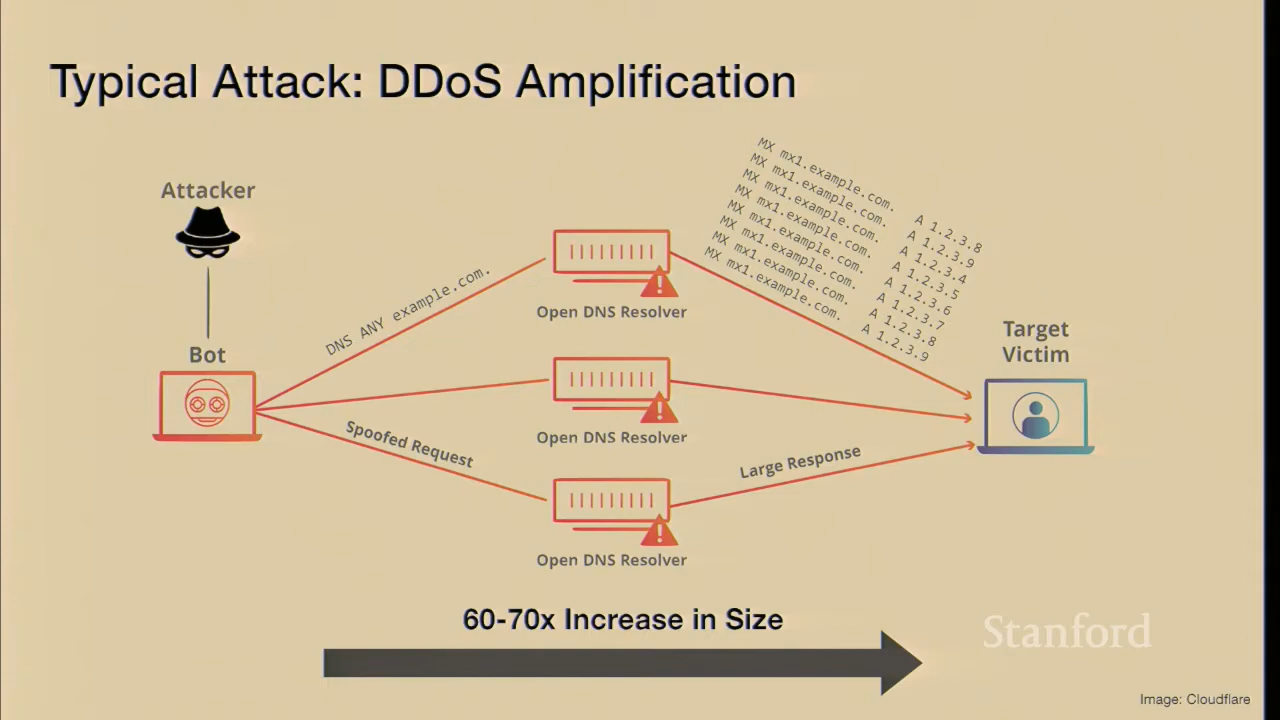 Typical Attack: DDoS Amplification
Attacker
Bot
DNS ANY example.com.
Spoofed Request
Open DNS Resolver
Open DNS Resolver
Open DNS Resolver
MX mx1.example.com.
MX mx1.example.com.
MX mx1.example.com.
MX mx1.example.com.
MX mx1.example.com.
MX mx1.example.com.
MX mx1.example.com.
MX mx1.example.com.
A 1.2.3.8
A 1.2.3.9
A 1.2.3.4
A 1.2.3.5
A 1.2.3.6
A 1.2.3.7
A 1.2.3.8
A 1.2.3.9
Large Response
Target
Victim
60-70x Increase in Size
Stanford
Image: Cloudflare